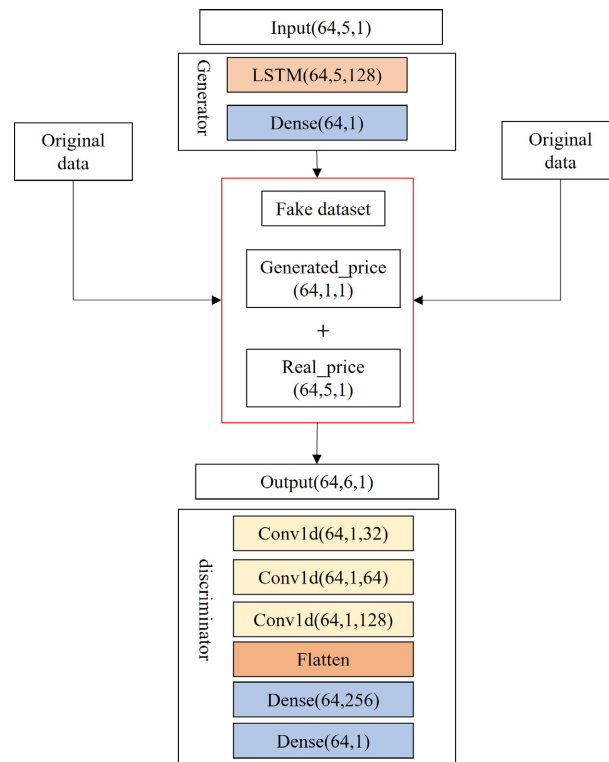 Input(64,5,1)
Generator
LSTM(64,5,128)
Dense(64,1)
Original
data
Original
data
Fake dataset
Generated_price
(64,1,1)
+
Real_price
(64,5,1)
Output(64,6,1)
discriminator
Conv1d(64,1,32)
Conv1d(64,1,64)
Conv1d(64,1,128)
Flatten
Dense(64,256)
Dense(64,1)